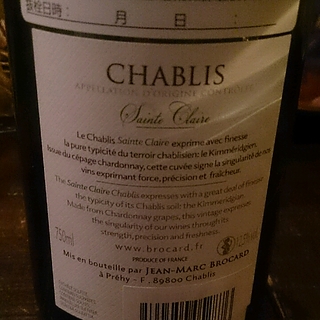 抜栓日時： 月 日 ：
CHABLIS
APPELLATION D'ORIGINE CONTRÔLÉE
Sainte Claire
Le Chablis Sainte Claire exprime avec finesse
la pure typicité du terroir chablisien: le Kimméridgien.
Issue du cépage chardonnay, cette cuvée signe la singularité de nos
vins exprimant force, précision et fraîcheur.
The Sainte Claire Chablis expresses with a great deal of finesse
the typicity of its Chablis soil: the Kimmeridgian.
Made from Chardonnay grapes, this vintage expresses
the singularity of our wines through its
strength, precision and freshness.
750ml
www.brocard.fr
PRODUCE OF FRANCE
Mis en bouteille par JEAN-MARC BROCARD
à Préhy - F. 89800 Chablis